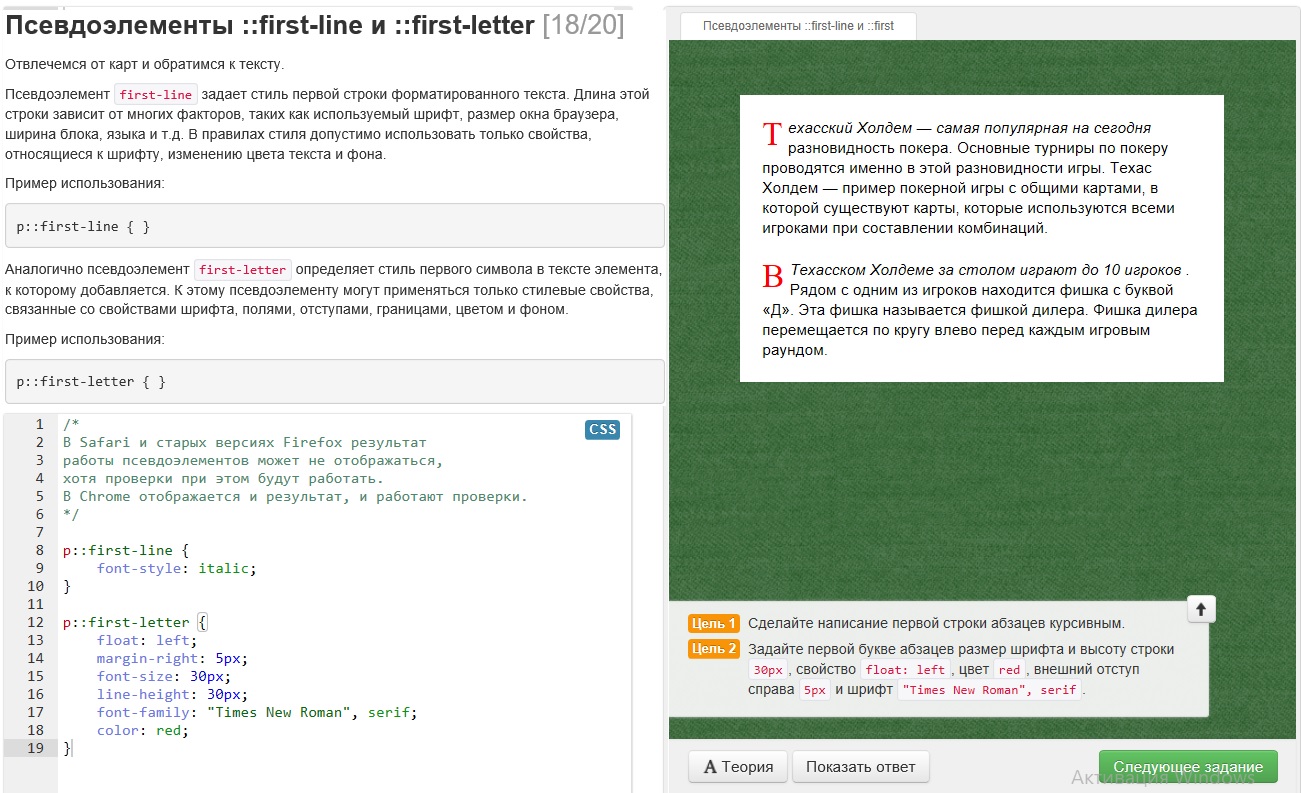 Псевдоэлементы ::first-line и ::first-letter [18/20]
Отвлечемся от карт и обратимся к тексту.
Псевдоэлемент first-line задает стиль первой строки форматированного текста. Длина этой
строки зависит от многих факторов, таких как используемый шрифт, размер окна браузера,
ширина блока, языка и т.д. В правилах стиля допустимо использовать только свойства,
относящиеся к шрифту, изменению цвета текста и фона.
Пример использования:
p::first-line { }
Аналогично псевдоэлемент first-letter определяет стиль первого символа в тексте элемента,
к которому добавляется. К этому псевдоэлементу могут применяться только стилевые свойства,
связанные со свойствами шрифта, полями, отступами, границами, цветом и фоном.
Пример использования:
p::first-letter { }
CSS
1 /*
2 В Safari и старых версиях Firefox результат
3 работы псевдоэлементов может не отображаться,
4 хотя проверки при этом будут работать.
5 В Chrome отображается и результат, и работают проверки.
6 */
7
8 p::first-line {
9 font-style: italic;
10 }
11
12 p::first-letter {
13 float: left;
14 margin-right: 5px;
15 font-size: 30px;
16 line-height: 30px;
17 font-family: "Times New Roman", serif;
18 color: red;
19 }
Псевдоэлементы ::first-line и ::first
Техасский Холдем — самая популярная на сегодня
разновидность покера. Основные турниры по покеру
проводятся именно в этой разновидности игры. Техас
Холдем — пример покерной игры с общими картами, в
которой существуют карты, которые используются всеми
игроками при составлении комбинаций.
В Техасском Холдеме за столом играют до 10 игроков .
Рядом с одним из игроков находится фишка с буквой
«Д». Эта фишка называется фишкой дилера. Фишка дилера
перемещается по кругу влево перед каждым игровым
раундом.
Цель 1 Сделайте написание первой строки абзацев курсивным.
Цель 2 Задайте первой букве абзацев размер шрифта и высоту строки
30px , свойство float: left , цвет red , внешний отступ
справа 5px и шрифт "Times New Roman", serif .
A Теория
Показать ответ
Следующее задание
Активация Windows